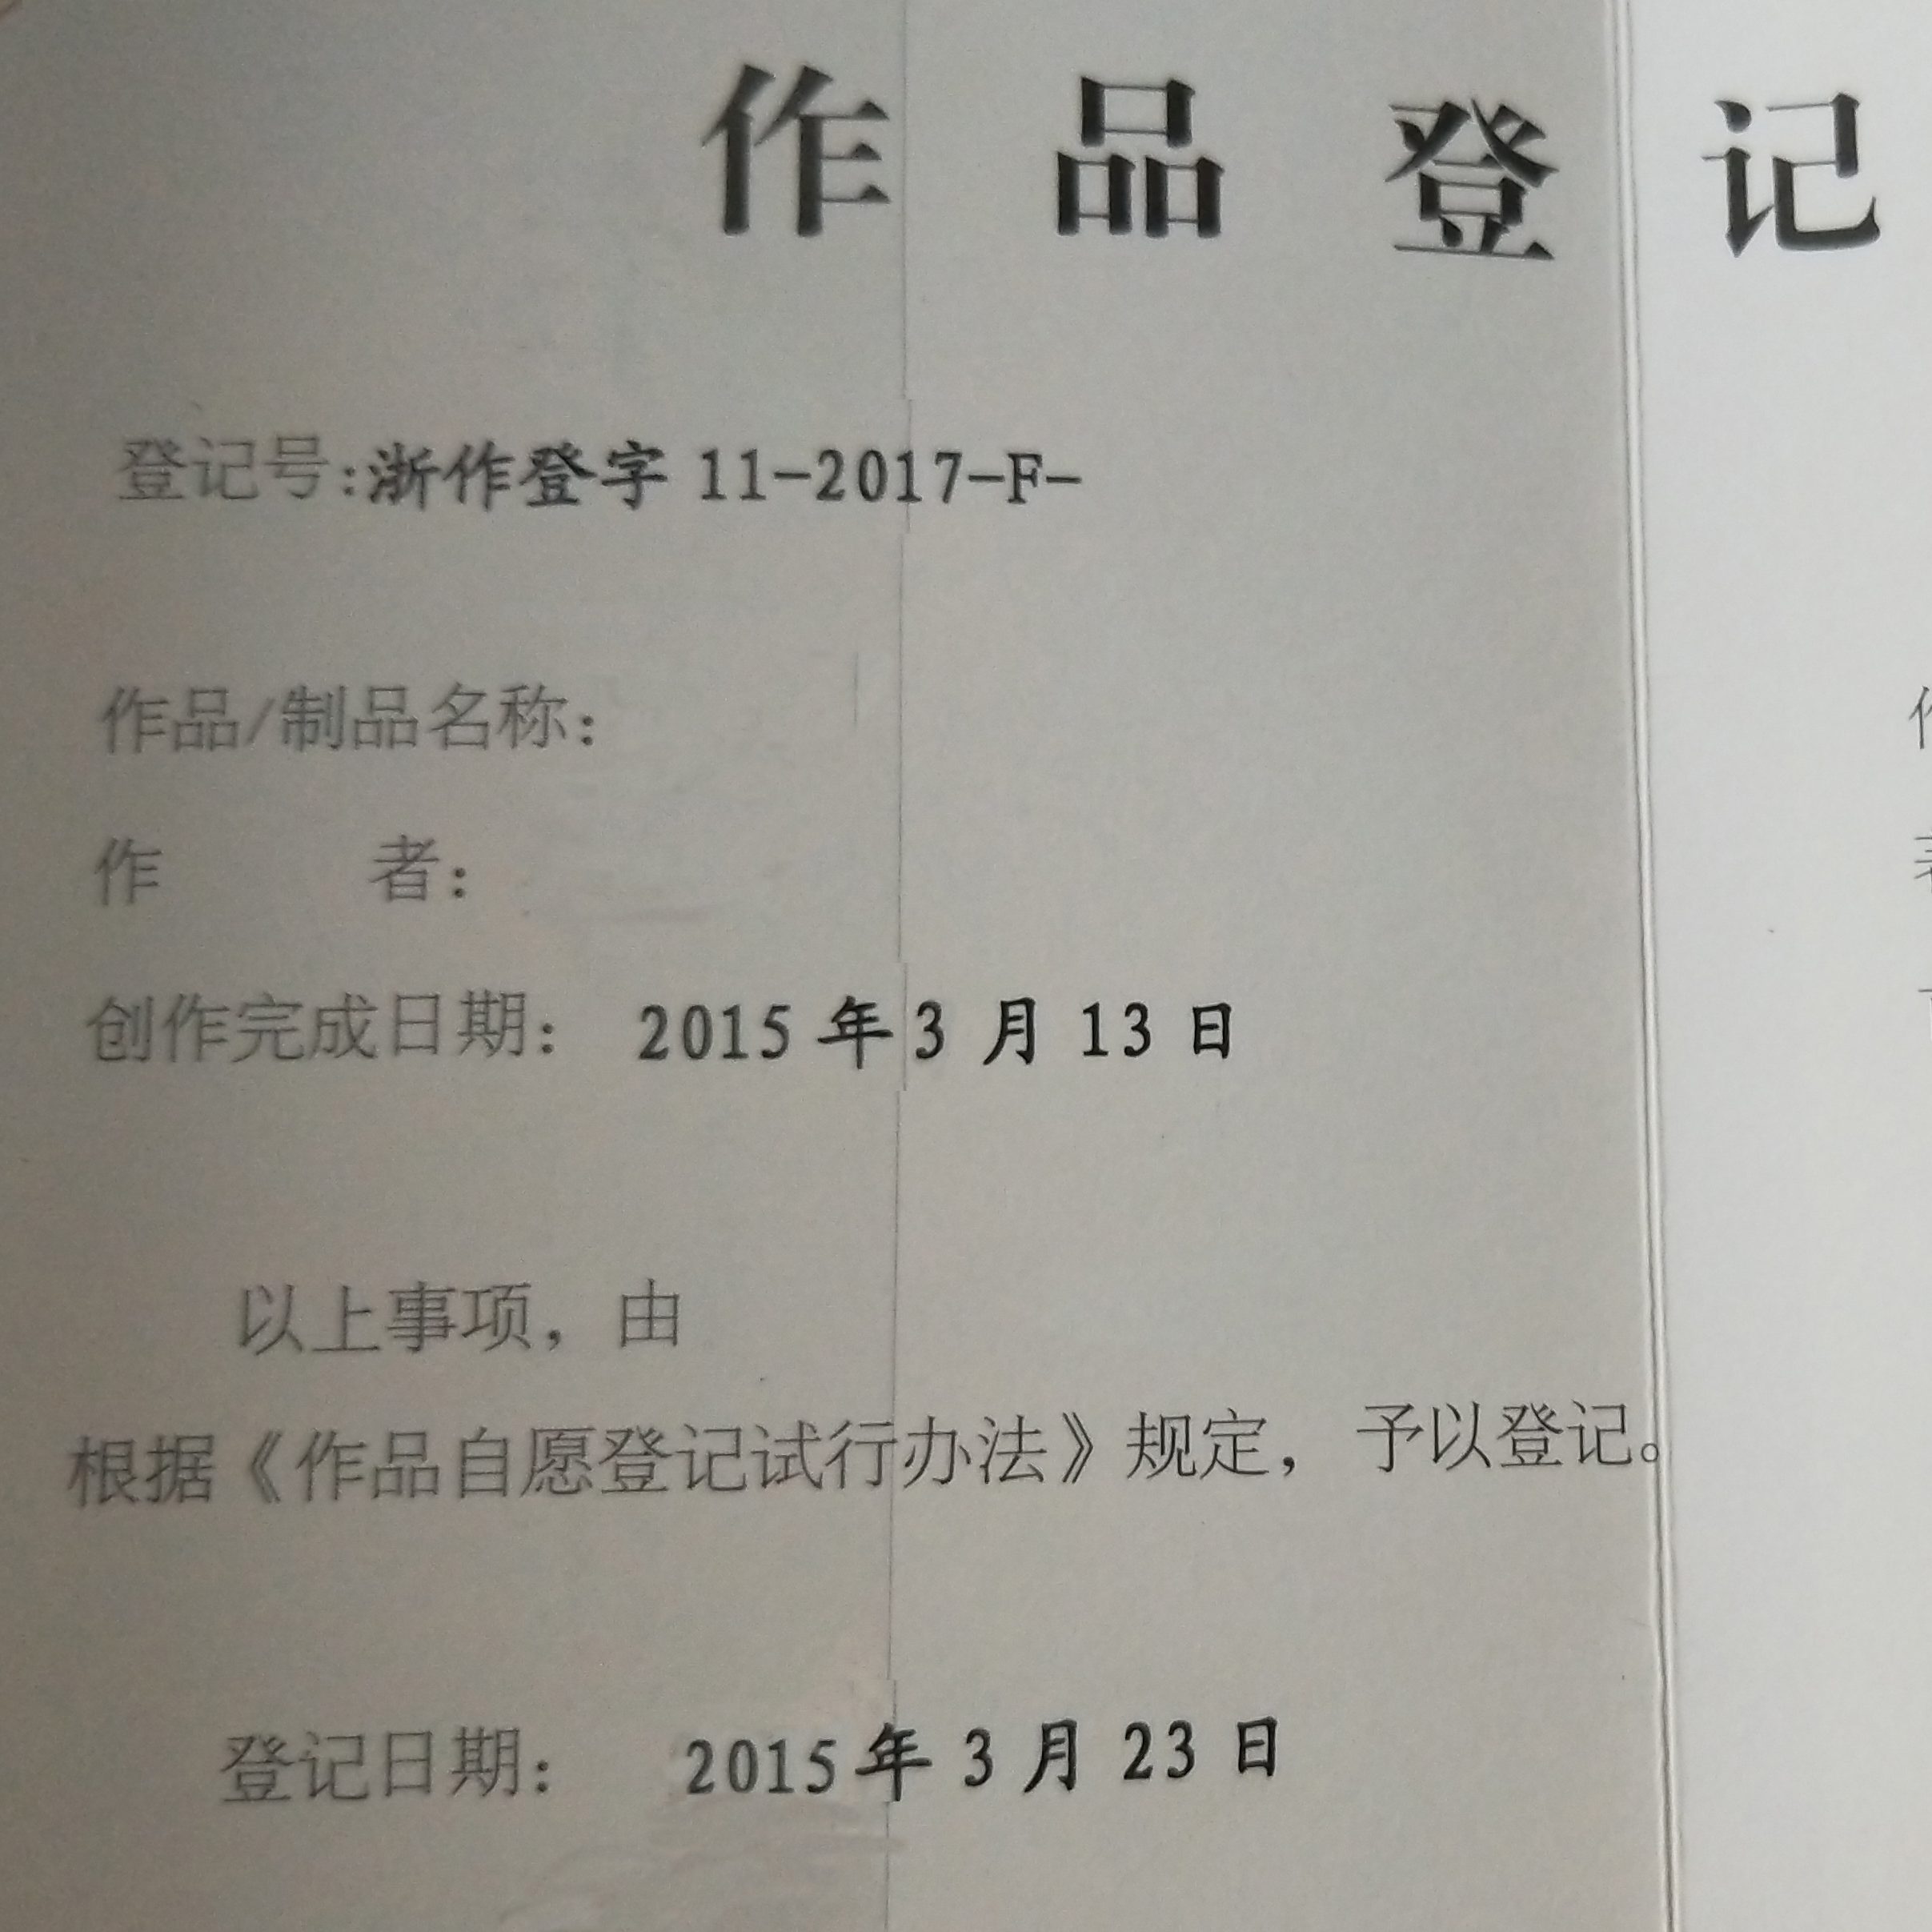 作品登记
登记号:浙作登字 11-2017-F-
作品/制品名称:
作 者:
创作完成日期: 2015 年 3 月 13 日
以上事项，由
根据《作品自愿登记试行办法》规定，予以登记。
登记日期: 2015 年 3 月 23 日